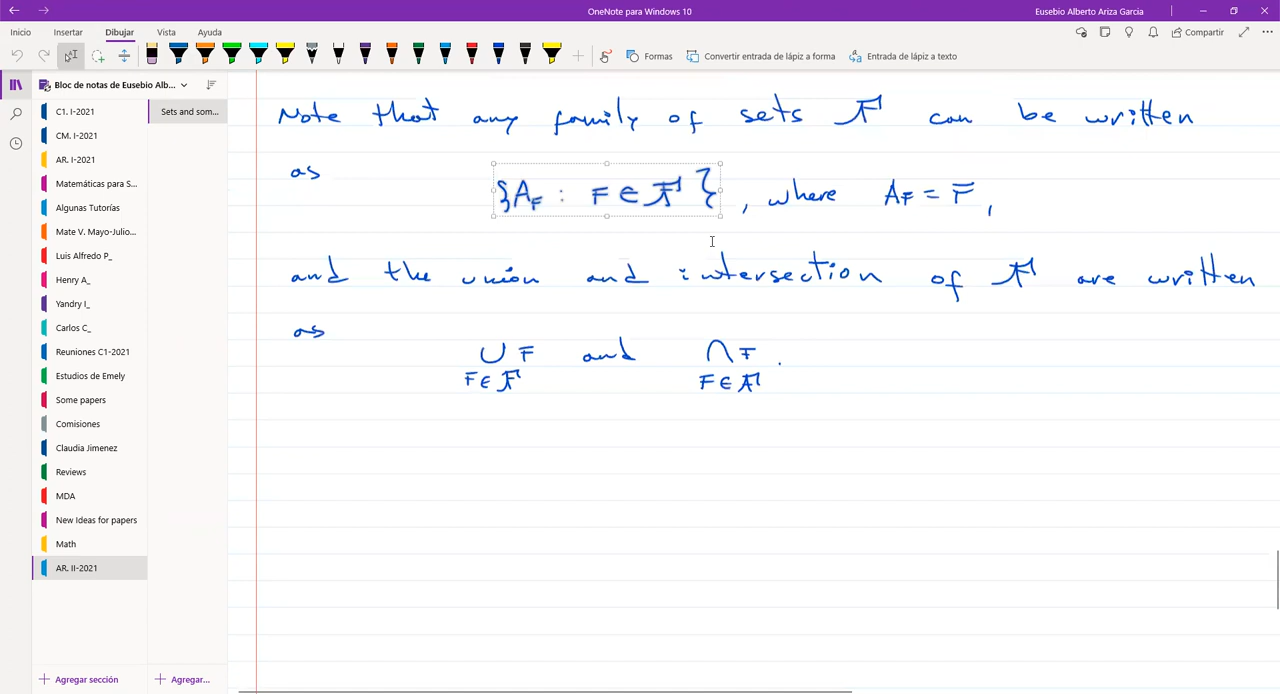 OneNote para Windows 10
Eusebio Alberto Ariza Garcia
Inicio Insertar Dibujar Vista Ayuda
Compartir
Formas Convertir entrada de lápiz a forma Entrada de lápiz a texto
Bloc de notas de Eusebio Alb...
C1. I-2021
CM. I-2021
AR. I-2021
Matemáticas para S...
Algunas Tutorías
Mate V. Mayo-Julio...
Luis Alfredo P_
Henry A_
Yandry I_
Carlos C_
Reuniones C1-2021
Estudios de Emely
Some papers
Comisiones
Claudia Jimenez
Reviews
MDA
New Ideas for papers
Math
AR. II-2021
Agregar sección
Sets and som...
Agregar...
Note that any family of sets ℱ can be written
as
{A_F : F ∈ ℱ}, where A_F = F,
and the union and intersection of ℱ are written
as
∪ F and ∩ F.
F ∈ ℱ F ∈ ℱ